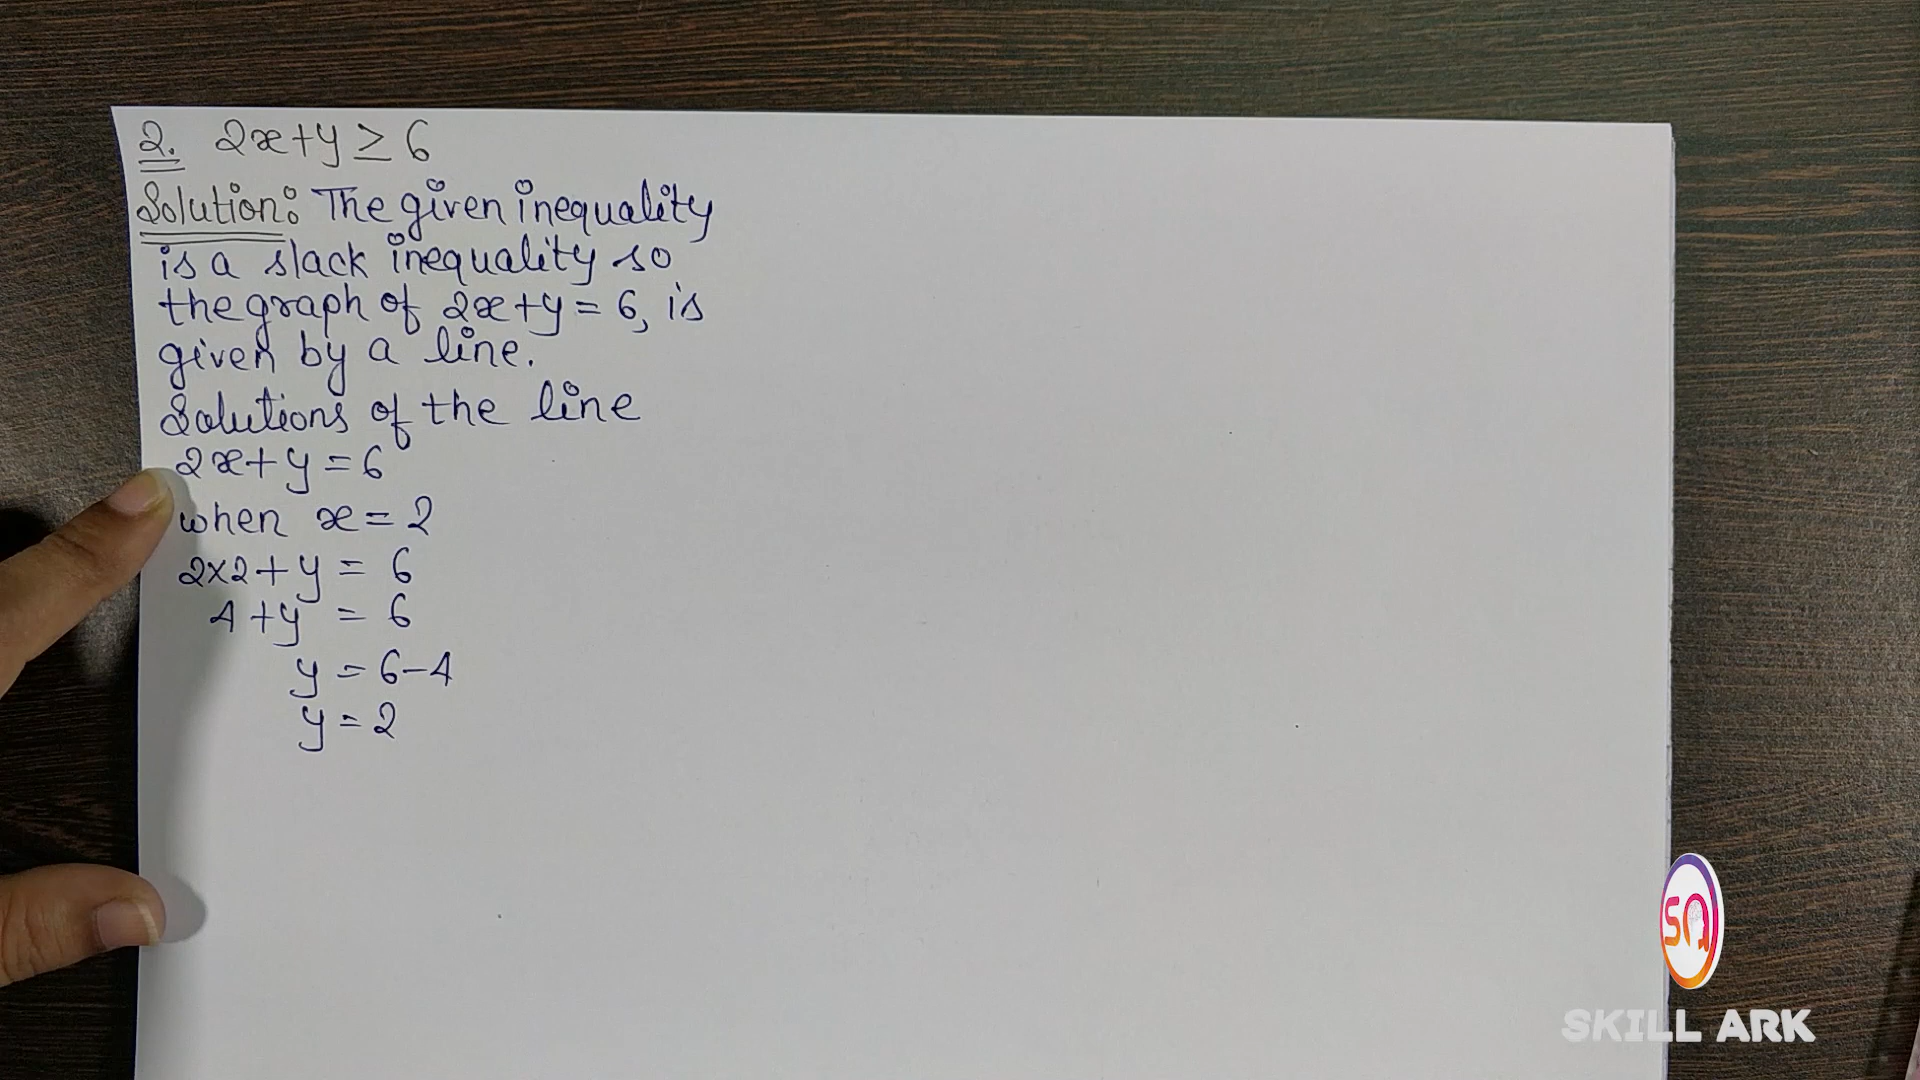 2. 2x+y ≥ 6
Solution: The given inequality
is a slack inequality so
the graph of 2x+y = 6, is
given by a line.
Solutions of the line
2x+y=6
when x = 2
2×2+y = 6
4+y = 6
y = 6-4
y = 2
SKILL ARK